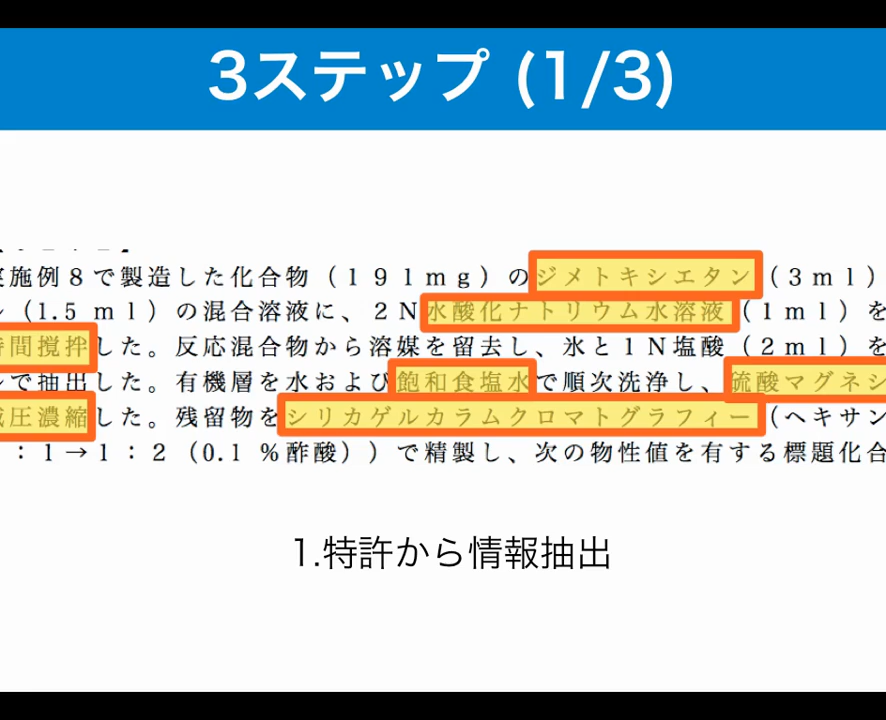 3ステップ (1/3)
施例８で製造した化合物（１９１ｍｇ）のジメトキシエタン（３ｍｌ）
（1.5 ｍｌ）の混合溶液に、２Ｎ水酸化ナトリウム水溶液（１ｍｌ）を
時間撹拌した。反応混合物から溶媒を留去し、氷と１Ｎ塩酸（２ｍｌ）を
で抽出した。有機層を水および飽和食塩水で順次洗浄し、硫酸マグネシ
圧濃縮した。残留物をシリカゲルカラムクロマトグラフィー（ヘキサン
：１→１：２（0.1 ％酢酸））で精製し、次の物性値を有する標題化合
1.特許から情報抽出